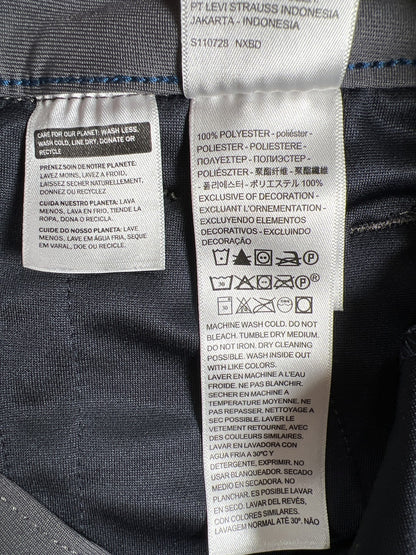 PT LEVI STRAUSS INDONESIA
JAKARTA - INDONESIA
S110728 NXBD
CARE FOR OUR PLANET: WASH LESS,
WASH COLD, LINE DRY, DONATE OR
RECYCLE
PRENEZ SOIN DE NOTRE PLANETE:
LAVEZ MOINS, LAVEZ A FROID,
LAISSEZ SECHER NATURELLEMENT,
DONNEZ OU RECYCLEZ
CUIDA NUESTRO PLANETA: LAVA
MENOS, LAVA EN FRIO, TIENDE LA
ROPA, DONA O RECICLA.
CUIDE DO NOSSO PLANETA: LAVE
MENOS, LAVE EM ÁGUA FRIA, SEQUE
EM VARAL, DOE OU RECICLE.
100% POLYESTER - poliéster -
POLYESTER - POLIESTERE -
ΠΟΛΥΕΣΤΕΡ - ПОЛИЭСТЕР -
POLIÉSZTER - 聚酯纤维 - 聚酯纖維
- 폴리에스터 - ポリエステル 100%
EXCLUSIVE OF DECORATION -
EXCLUANT L'ORNEMENTATION -
EXCLUYENDO ELEMENTOS
DECORATIVOS - EXCLUINDO
DECORAÇÕES
30 P ®
30 P
MACHINE WASH COLD. DO NOT
BLEACH. TUMBLE DRY MEDIUM.
DO NOT IRON. DRY CLEANING
POSSIBLE. WASH INSIDE OUT
WITH LIKE COLORS.
LAVER EN MACHINE A L'EAU
FROIDE. NE PAS BLANCHIR.
SECHER EN MACHINE A
TEMPERATURE MOYENNE. NE
PAS REPASSER. NETTOYAGE A
SEC POSSIBLE. LAVER LE
VETEMENT RETOURNE, AVEC
DES COULEURS SIMILAIRES.
LAVAR EN LAVADORA CON
AGUA FRIA A 30ºC Y
DETERGENTE, EXPRIMIR. NO
USAR BLANQUEADOR. SECADO
MEDIO EN SECADORA. NO
PLANCHAR. ES POSIBLE LAVAR
EN SECO. LAVAR DEL REVÉS,
CON COLORES SIMILARES.
LAVAGEM NORMAL ATÉ 30º. NÃO